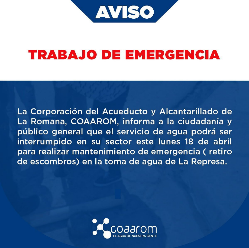 AVISO
TRABAJO DE EMERGENCIA
La Corporación del Acueducto y Alcantarillado de
La Romana, COAAROM, informa a la ciudadanía y
público general que el servicio de agua podrá ser
interrumpido en su sector este lunes 18 de abril
para realizar mantenimiento de emergencia ( retiro
de escombros) en la toma de agua de La Represa.
coaarom